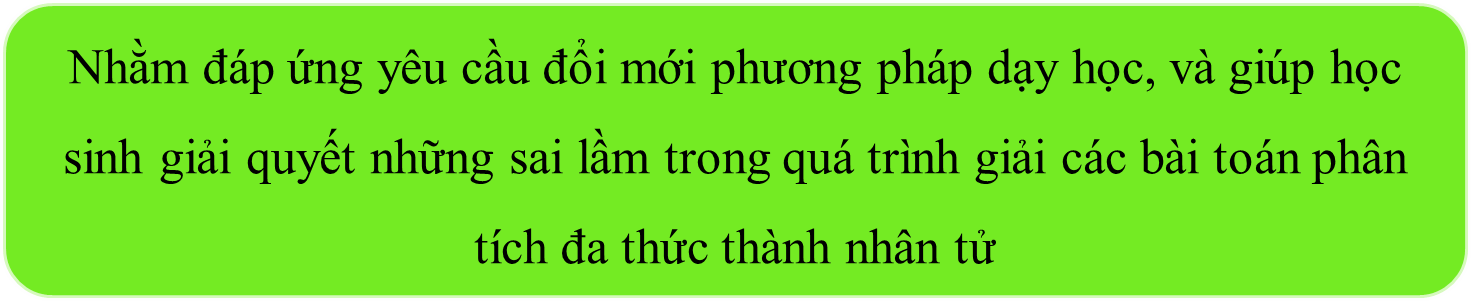 Nhằm đáp ứng yêu cầu đổi mới phương pháp dạy học, và giúp học
sinh giải quyết những sai lầm trong quá trình giải các bài toán phân
tích đa thức thành nhân tử